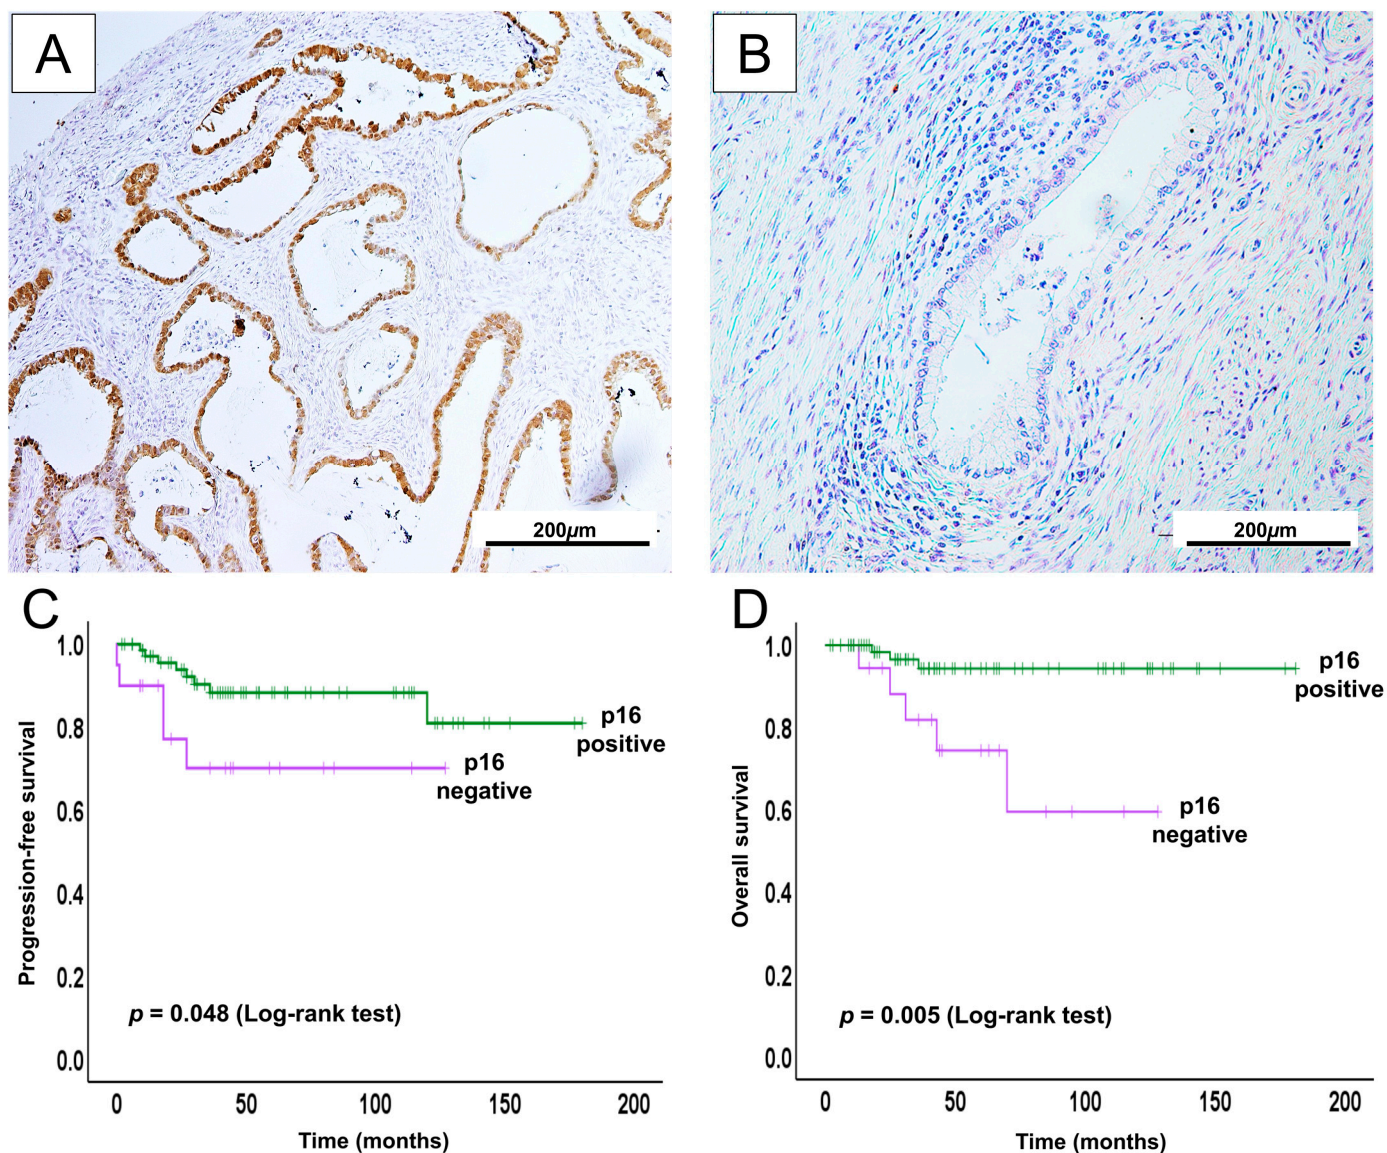 A
B
200µm
200µm
C
1.0
0.8
0.6
0.4
0.2
0.0
Progression-free survival
p16
positive
p16
negative
p = 0.048 (Log-rank test)
0 50 100 150 200
Time (months)
D
1.0
0.8
0.6
0.4
0.2
0.0
Overall survival
p16
positive
p16
negative
p = 0.005 (Log-rank test)
0 50 100 150 200
Time (months)